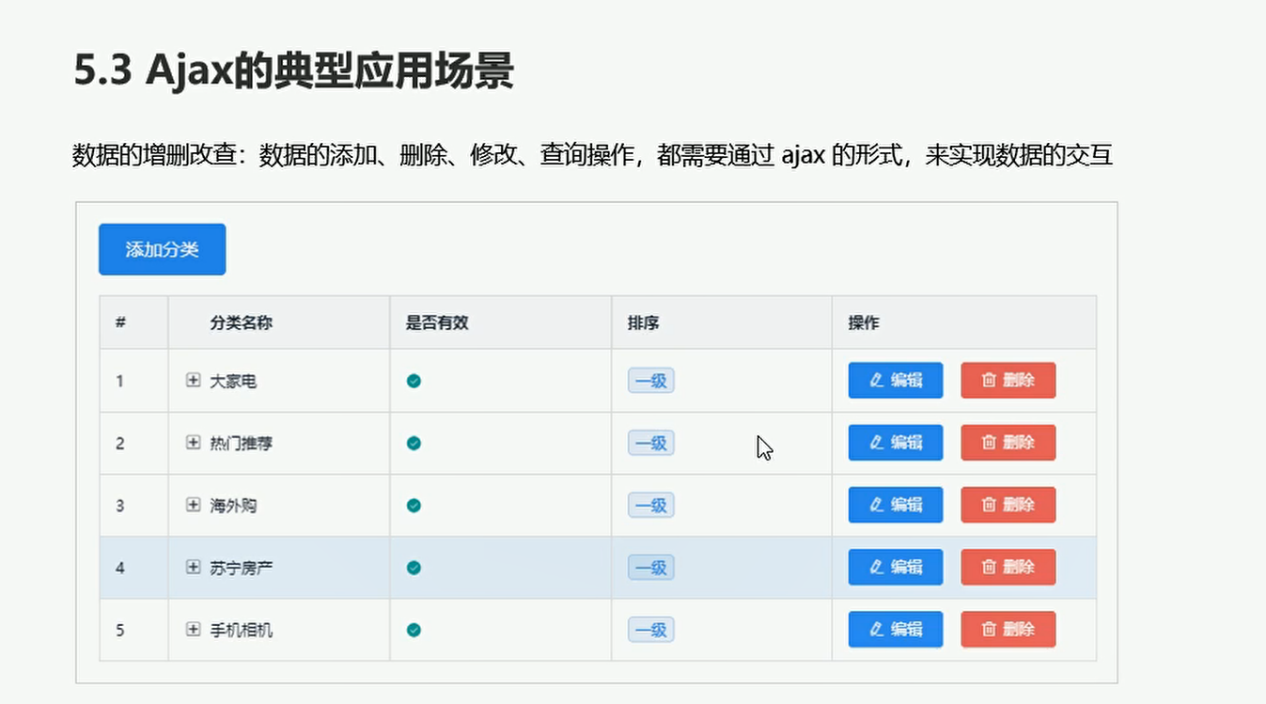 5.3 Ajax的典型应用场景
数据的增删改查：数据的添加、删除、修改、查询操作，都需要通过 ajax 的形式，来实现数据的交互
添加分类
# 分类名称 是否有效 排序 操作
1 大家电 一级 编辑 删除
2 热门推荐 一级 编辑 删除
3 海外购 一级 编辑 删除
4 苏宁房产 一级 编辑 删除
5 手机相机 一级 编辑 删除